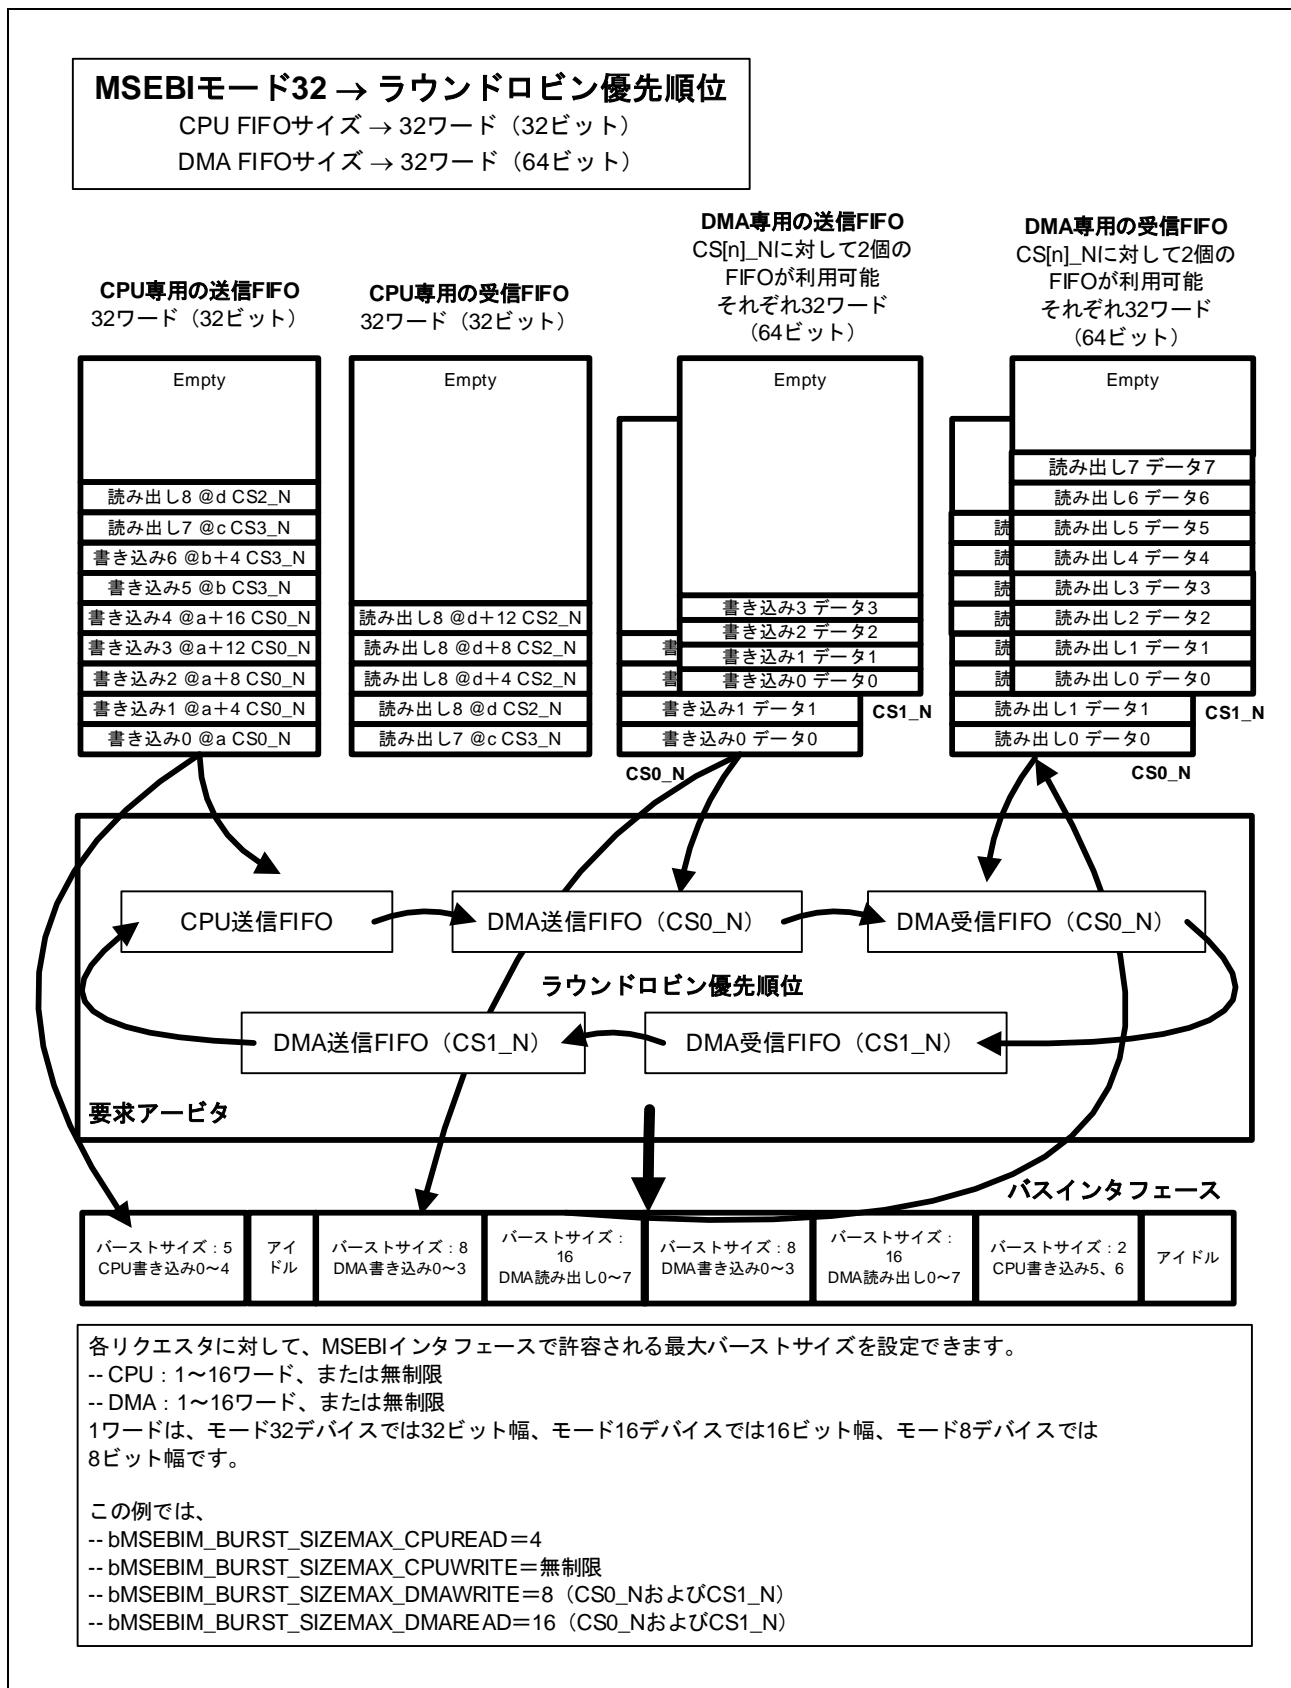 MSEBIモード32 → ラウンドロビン優先順位
CPU FIFOサイズ → 32ワード（32ビット）
DMA FIFOサイズ → 32ワード（64ビット）
CPU専用の送信FIFO
32ワード（32ビット）
CPU専用の受信FIFO
32ワード（32ビット）
DMA専用の送信FIFO
CS[n]_Nに対して2個の
FIFOが利用可能
それぞれ32ワード
（64ビット）
DMA専用の受信FIFO
CS[n]_Nに対して2個の
FIFOが利用可能
それぞれ32ワード
（64ビット）
Empty
読み出し8 @d CS2_N
読み出し7 @c CS3_N
書き込み6 @b＋4 CS3_N
書き込み5 @b CS3_N
書き込み4 @a＋16 CS0_N
書き込み3 @a＋12 CS0_N
書き込み2 @a＋8 CS0_N
書き込み1 @a＋4 CS0_N
書き込み0 @a CS0_N
Empty
読み出し8 @d＋12 CS2_N
読み出し8 @d＋8 CS2_N
読み出し8 @d＋4 CS2_N
読み出し8 @d CS2_N
読み出し7 @c CS3_N
Empty
書き込み3 データ3
書き込み2 データ2
書き込み1 データ1
書き込み0 データ0
書
書
書き込み1 データ1
書き込み0 データ0
CS1_N
CS0_N
Empty
読み出し7 データ7
読み出し6 データ6
読み出し5 データ5
読み出し4 データ4
読み出し3 データ3
読み出し2 データ2
読み出し1 データ1
読み出し0 データ0
読
読
読
読
読
読
読み出し1 データ1
読み出し0 データ0
CS1_N
CS0_N
CPU送信FIFO
DMA送信FIFO（CS0_N）
DMA受信FIFO（CS0_N）
ラウンドロビン優先順位
DMA送信FIFO（CS1_N）
DMA受信FIFO（CS1_N）
要求アービタ
バスインタフェース
バーストサイズ：5
CPU書き込み0～4
アイ
ドル
バーストサイズ：8
DMA書き込み0～3
バーストサイズ：
16
DMA読み出し0～7
バーストサイズ：8
DMA書き込み0～3
バーストサイズ：
16
DMA読み出し0～7
バーストサイズ：2
CPU書き込み5、6
アイドル
各リクエスタに対して、MSEBIインタフェースで許容される最大バーストサイズを設定できます。
-- CPU：1～16ワード、または無制限
-- DMA：1～16ワード、または無制限
1ワードは、モード32デバイスでは32ビット幅、モード16デバイスでは16ビット幅、モード8デバイスでは
8ビット幅です。
この例では、
-- bMSEBIM_BURST_SIZEMAX_CPUREAD＝4
-- bMSEBIM_BURST_SIZEMAX_CPUWRITE＝無制限
-- bMSEBIM_BURST_SIZEMAX_DMAWRITE＝8（CS0_NおよびCS1_N）
-- bMSEBIM_BURST_SIZEMAX_DMAREAD＝16（CS0_NおよびCS1_N）